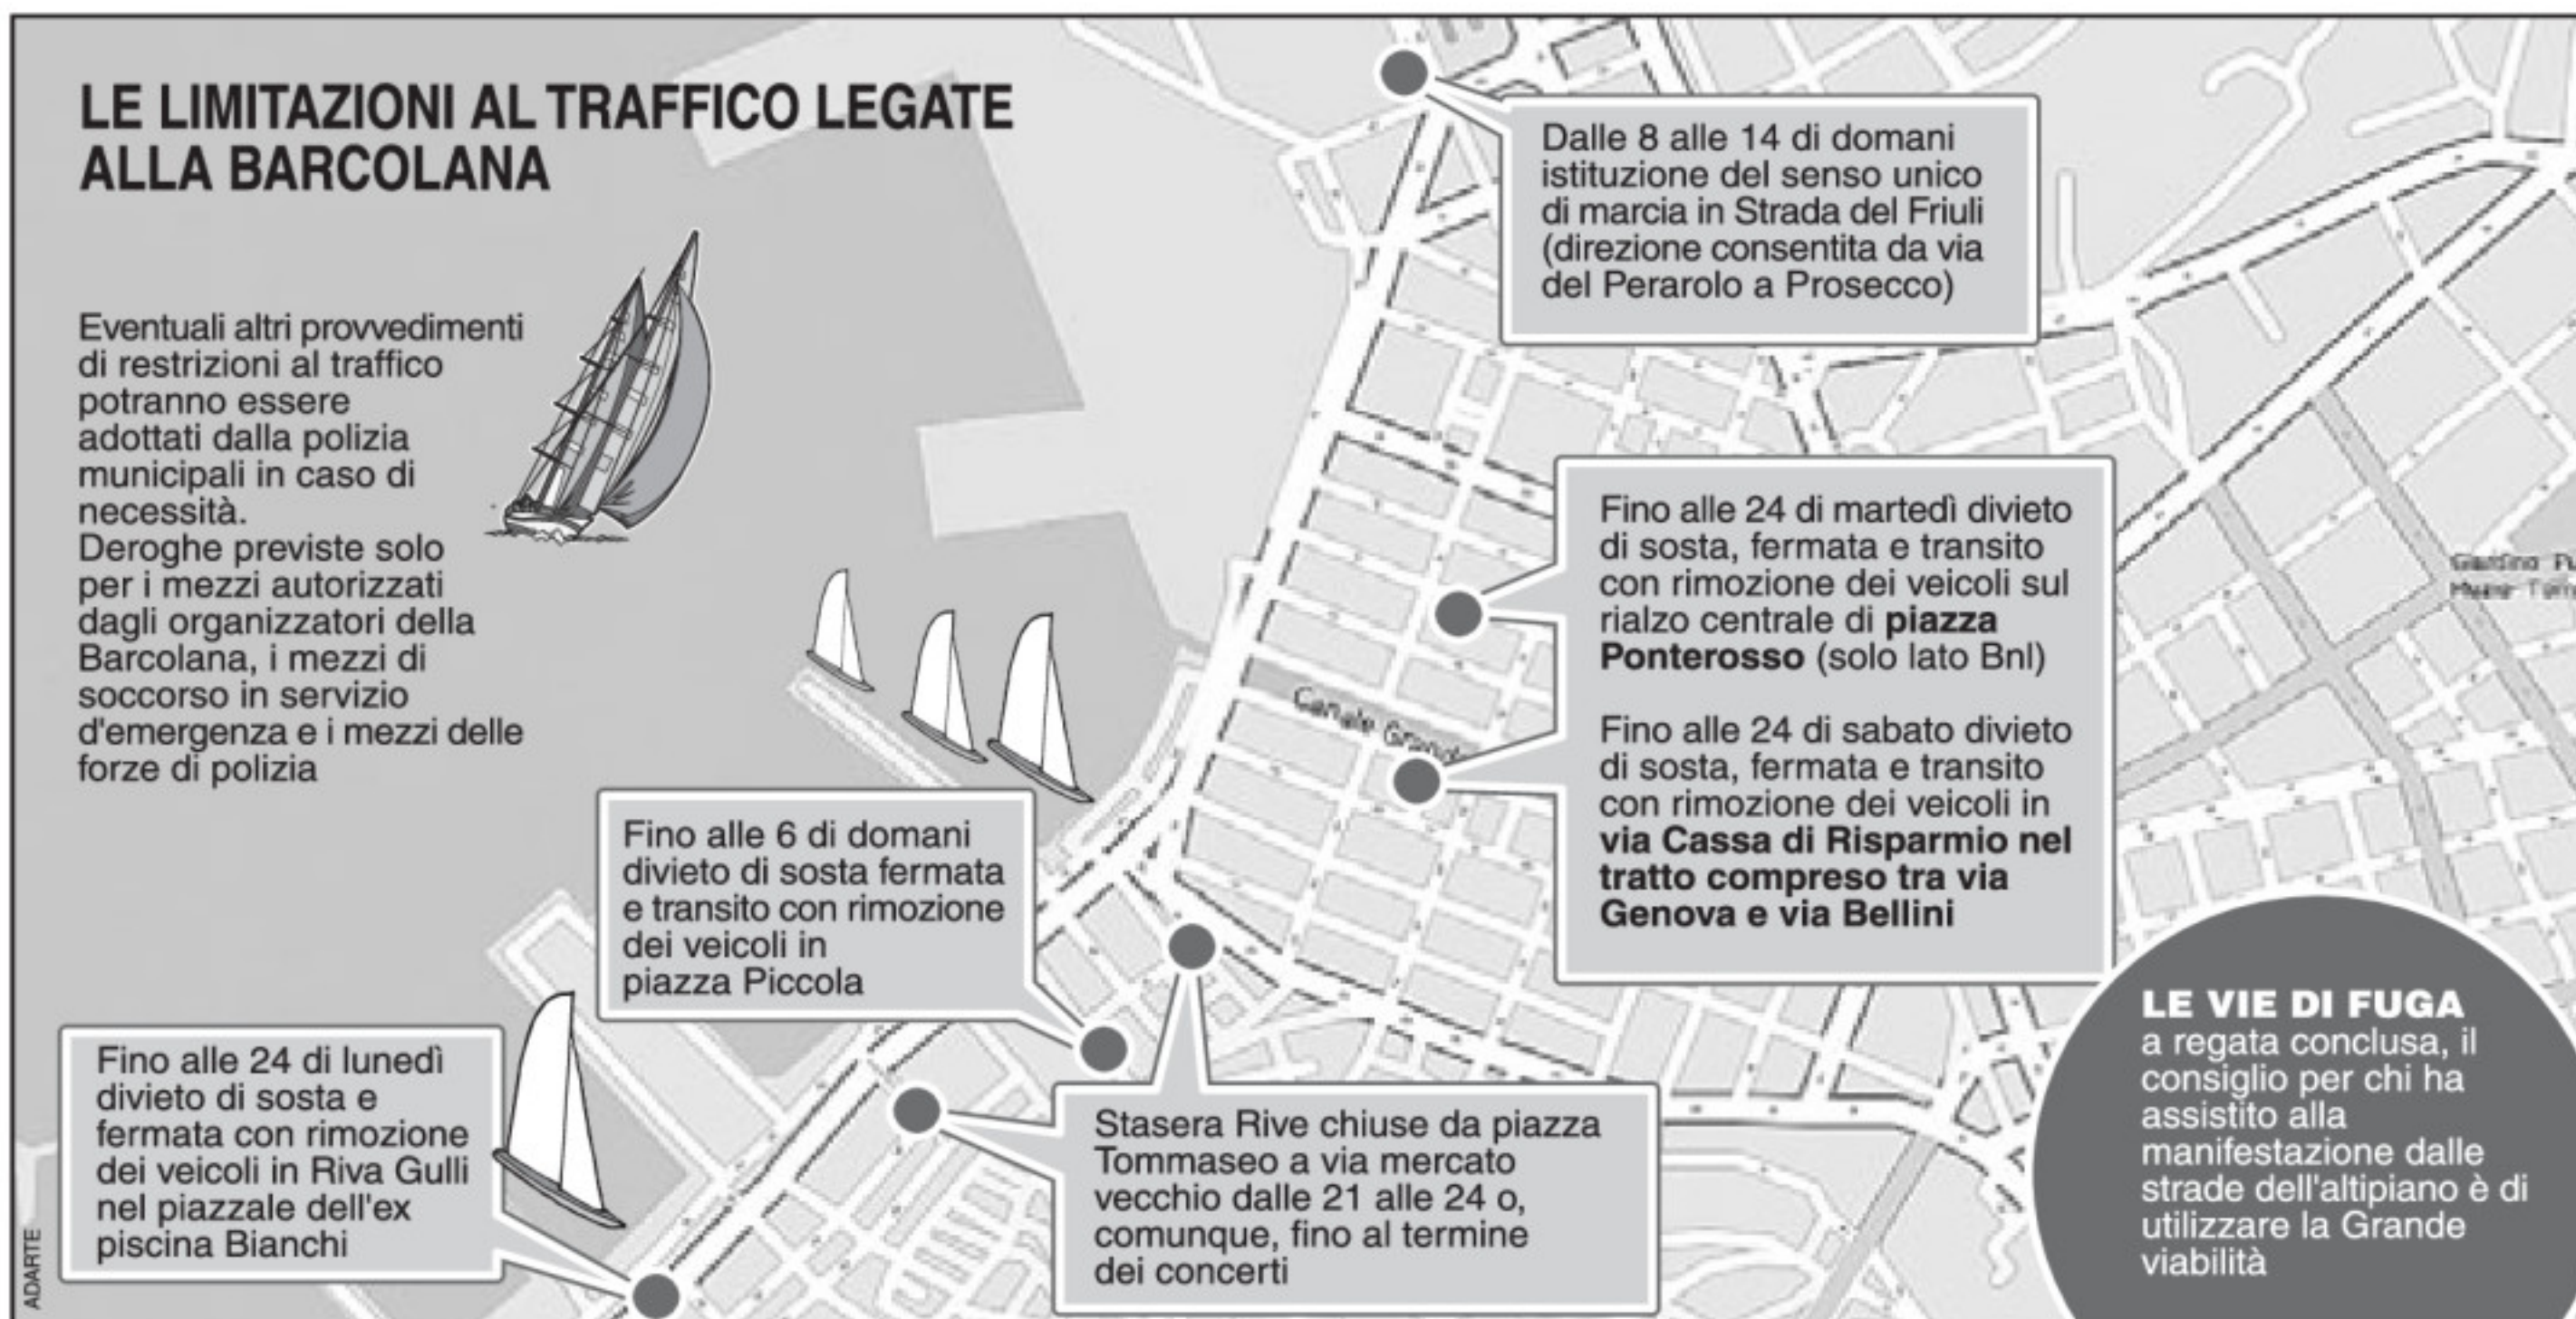 LE LIMITAZIONI AL TRAFFICO LEGATE
ALLA BARCOLANA
Eventuali altri provvedimenti
di restrizioni al traffico
potranno essere
adottati dalla polizia
municipali in caso di
necessità.
Deroghe previste solo
per i mezzi autorizzati
dagli organizzatori della
Barcolana, i mezzi di
soccorso in servizio
d'emergenza e i mezzi delle
forze di polizia
Dalle 8 alle 14 di domani
istituzione del senso unico
di marcia in Strada del Friuli
(direzione consentita da via
del Perarolo a Prosecco)
Fino alle 24 di martedì divieto
di sosta, fermata e transito
con rimozione dei veicoli sul
rialzo centrale di piazza
Ponterosso (solo lato Bnl)
Fino alle 24 di sabato divieto
di sosta, fermata e transito
con rimozione dei veicoli in
via Cassa di Risparmio nel
tratto compreso tra via
Genova e via Bellini
Canale Grande
Fino alle 6 di domani
divieto di sosta fermata
e transito con rimozione
dei veicoli in
piazza Piccola
Fino alle 24 di lunedì
divieto di sosta e
fermata con rimozione
dei veicoli in Riva Gulli
nel piazzale dell'ex
piscina Bianchi
Stasera Rive chiuse da piazza
Tommaseo a via mercato
vecchio dalle 21 alle 24 o,
comunque, fino al termine
dei concerti
LE VIE DI FUGA
a regata conclusa, il
consiglio per chi ha
assistito alla
manifestazione dalle
strade dell'altipiano è di
utilizzare la Grande
viabilità
ADARTE